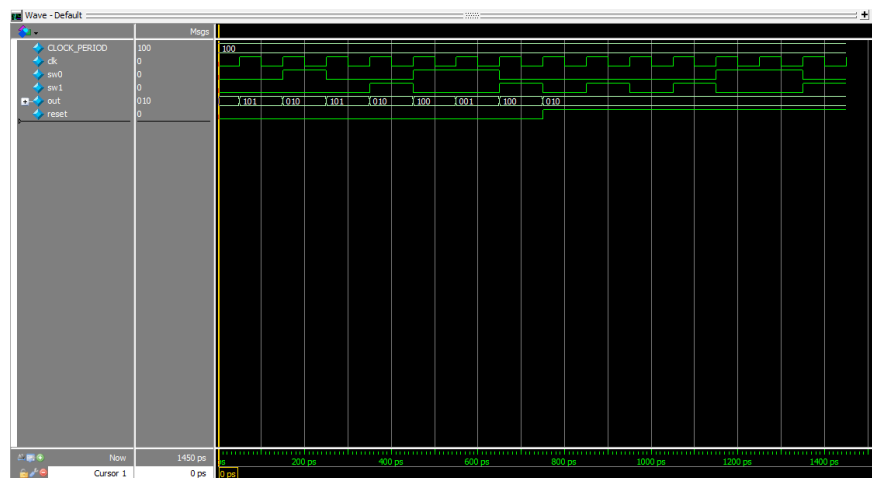 Wave - Default
Msgs
CLOCK_PERIOD 100 100
clk 0
sw0 0
sw1 0
out 010 101 010 101 010 100 001 100 010
reset 0
Now 1450 ps 200 ps 400 ps 600 ps 800 ps 1000 ps 1200 ps 1400 ps
Cursor 1 0 ps 0 ps